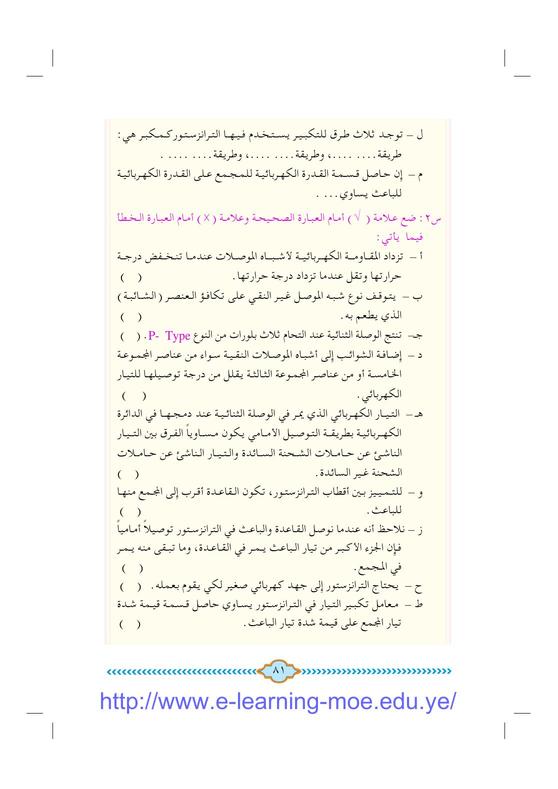 ل – توجد ثلاث طرق للتكبير يستخدم فيها الترانزستور كمكبر هي:
طريقة.... ....، وطريقة.... ....، وطريقة.... .... .
م – إن حاصل قسمة القدرة الكهربائية للمجمع على القدرة الكهربائية
للباعث يساوي.... .
س٢ : ضع علامة ( √ ) أمام العبارة الصحيحة وعلامة ( x ) أمام العبارة الخطأ
فيما يأتي:
أ – تزداد المقاومة الكهربائية لأشباه الموصلات عندما تنخفض درجة
حرارتها وتقل عندما تزداد درجة حرارتها. ( )
ب – يتوقف نوع شبه الموصل غير النقي على تكافؤ العنصر ( الشائبة )
الذي يطعم به. ( )
جـ – تنتج الوصلة الثنائية عند التحام ثلاث بلورات من النوع P- Type . ( )
د – إضافة الشوائب إلى أشباه الموصلات النقية سواء من عناصر المجموعة
الخامسة أو من عناصر المجموعة الثالثة يقلل من درجة توصيلها للتيار
الكهربائي. ( )
هـ – التيار الكهربائي الذي يمر في الوصلة الثنائية عند دمجها في الدائرة
الكهربائية بطريقة التوصيل الأمامي يكون مساوياً الفرق بين التيار
الناشئ عن حاملات الشحنة السائدة والتيار الناشئ عن حاملات
الشحنة غير السائدة. ( )
و – للتمييز بين أقطاب الترانزستور، تكون القاعدة أقرب إلى المجمع منها
للباعث. ( )
ز – نلاحظ أنه عندما نوصل القاعدة والباعث في الترانزستور توصيلاً أمامياً
فإن الجزء الأكبر من تيار الباعث يمر في القاعدة، وما تبقى منه يمر
في المجمع. ( )
ح – يحتاج الترانزستور إلى جهد كهربائي صغير لكي يقوم بعمله. ( )
ط – معامل تكبير التيار في الترانزستور يساوي حاصل قسمة قيمة شدة
تيار المجمع على قيمة شدة تيار الباعث. ( )
٨١
http://www.e-learning-moe.edu.ye/